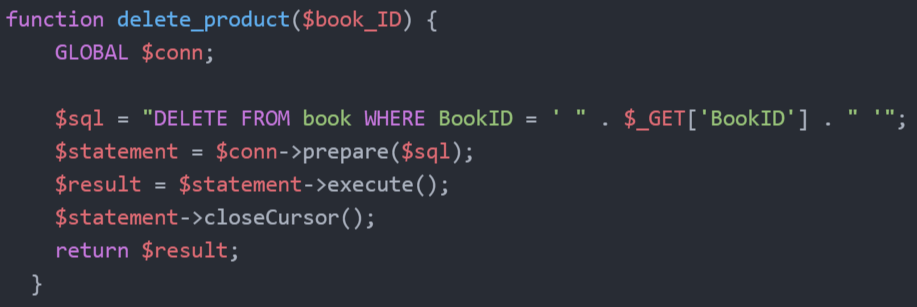 function delete_product($book_ID) {
GLOBAL $conn;
$sql = "DELETE FROM book WHERE BookID = ' " . $_GET['BookID'] . " '";
$statement = $conn->prepare($sql);
$result = $statement->execute();
$statement->closeCursor();
return $result;
}